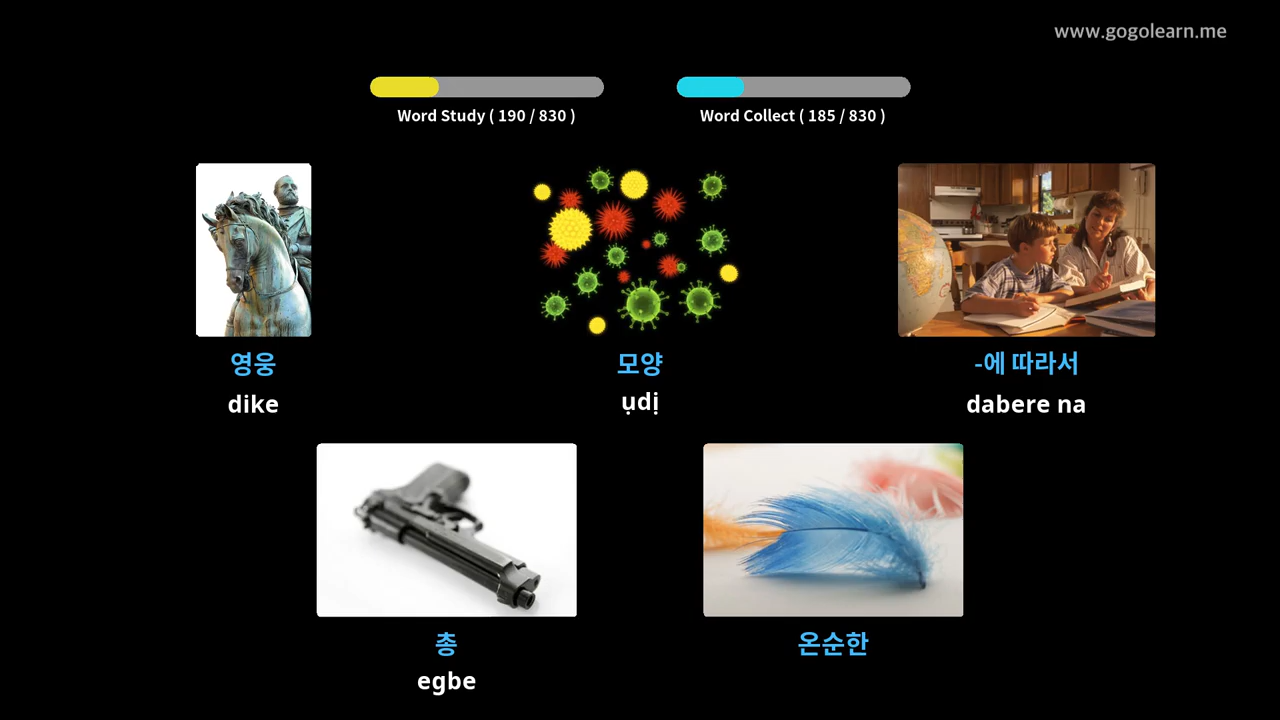 www.gogolearn.me
Word Study ( 190 / 830 )
Word Collect ( 185 / 830 )
영웅
dike
모양
ụdị
-에 따라서
dabere na
총
egbe
온순한